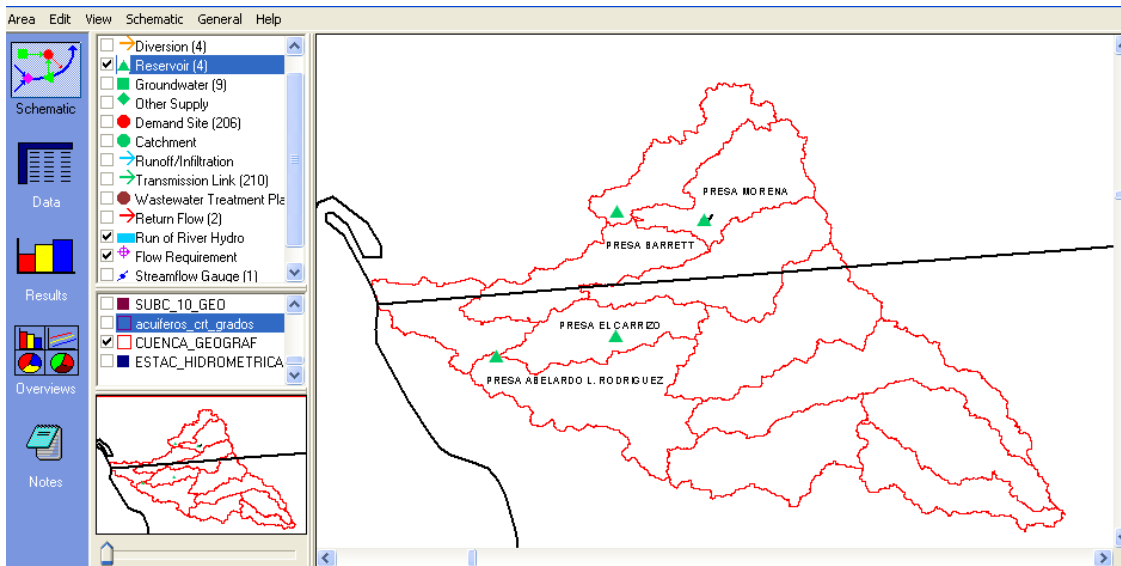 Area Edit View Schematic General Help
Schematic
Data
Results
Overviews
Notes
Diversion (4)
Reservoir (4)
Groundwater (9)
Other Supply
Demand Site (206)
Catchment
Runoff/Infiltration
Transmission Link (210)
Wastewater Treatment Pla
Return Flow (2)
Run of River Hydro
Flow Requirement
Streamflow Gauge (1)
SUBC_10_GEO
acuiferos_crt_grados
CUENCA_GEOGRAF
ESTAC_HIDROMETRICA
PRESA MORENA
PRESA BARRETT
PRESA EL CARRIZO
PRESA ABELARDO L. RODRIGUEZ